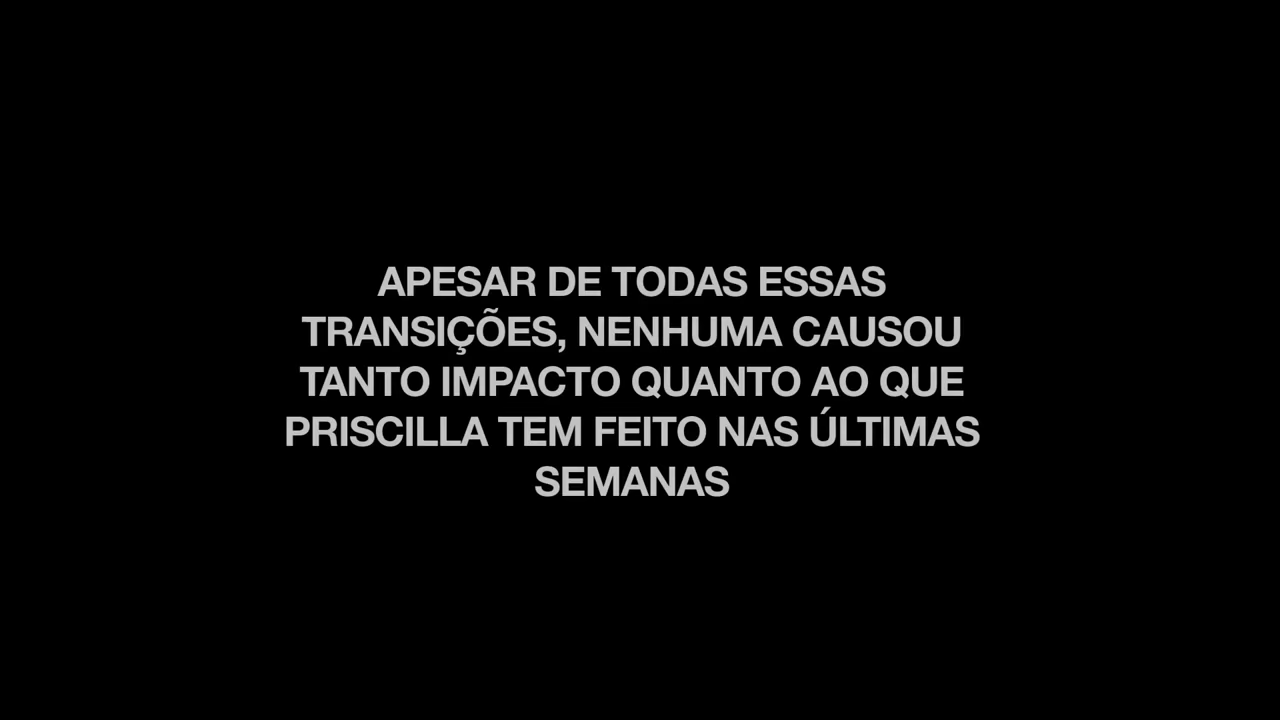 APESAR DE TODAS ESSAS
TRANSIÇÕES, NENHUMA CAUSOU
TANTO IMPACTO QUANTO AO QUE
PRISCILLA TEM FEITO NAS ÚLTIMAS
SEMANAS